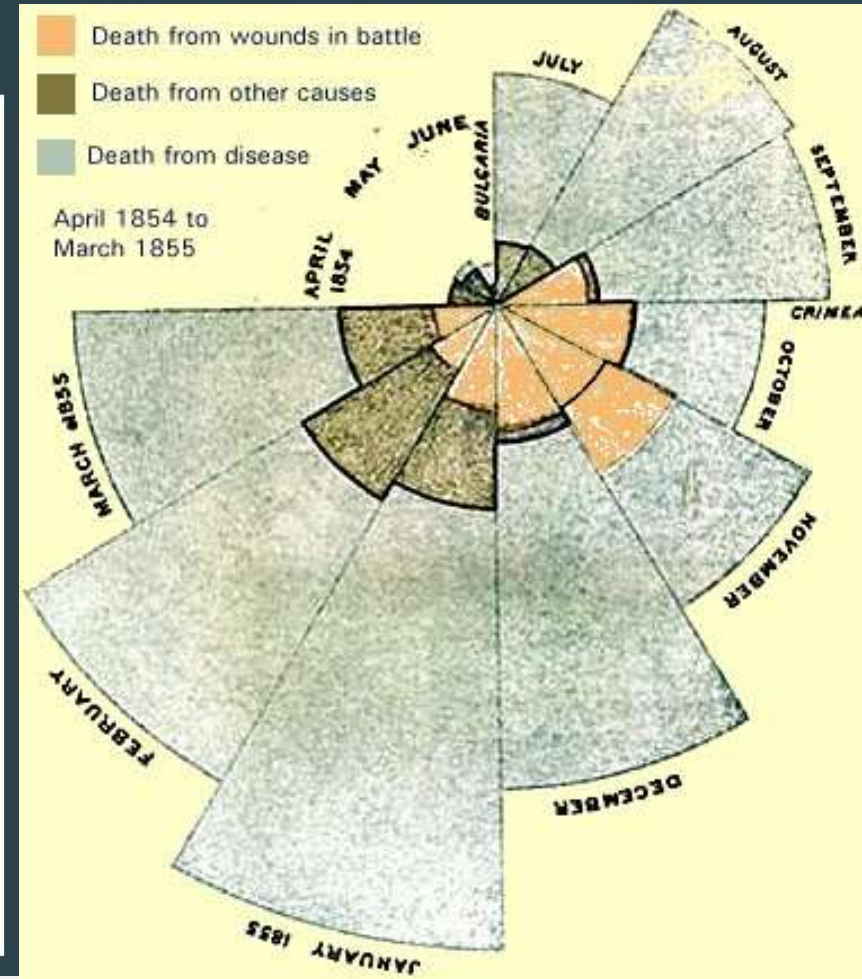 Death from wounds in battle
Death from other causes
Death from disease
April 1854 to
March 1855
APRIL
1854
MAY
JUNE
BULGARIA
JULY
AUGUST
SEPTEMBER
CRIMEA
OCTOBER
NOVEMBER
DECEMBER
JANUARY 1855
FEBRUARY
MARCH 1855